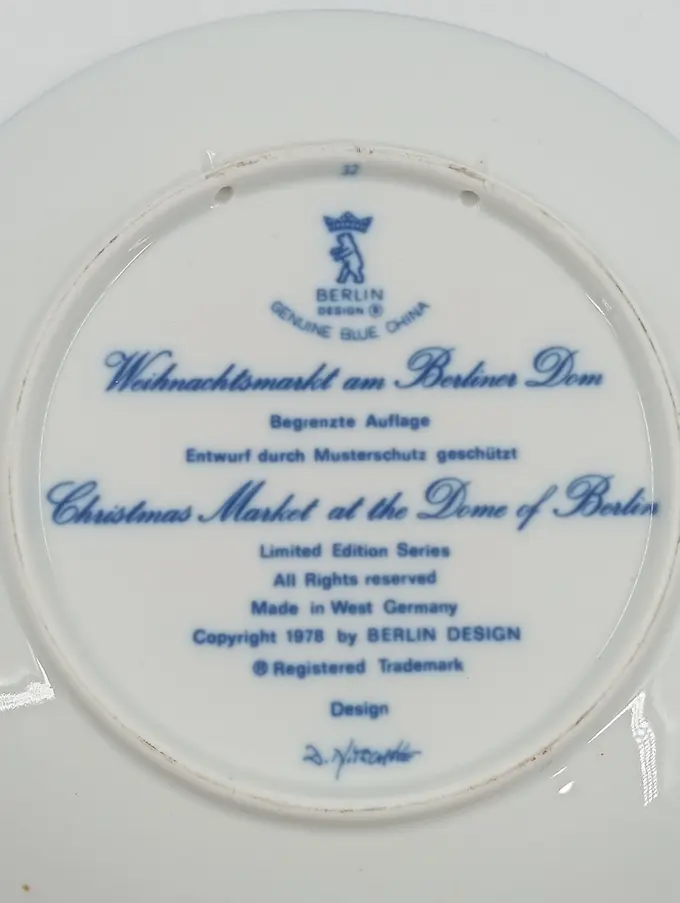 32
BERLIN
DESIGN ®
GENUINE BLUE CHINA
Weihnachtsmarkt am Berliner Dom
Begrenzte Auflage
Entwurf durch Musterschutz geschützt
Christmas Market at the Dome of Berlin
Limited Edition Series
All Rights reserved
Made in West Germany
Copyright 1978 by BERLIN DESIGN
® Registered Trademark
Design
D.